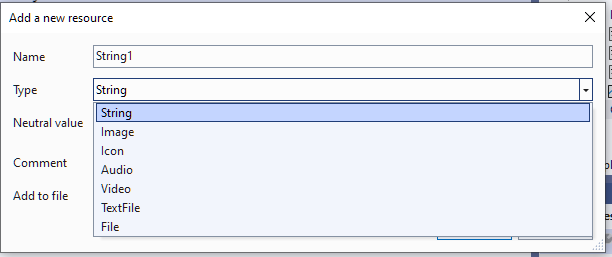 Add a new resource
Name
String1
Type
String
Neutral value
String
Image
Icon
Audio
Video
TextFile
File
Comment
Add to file